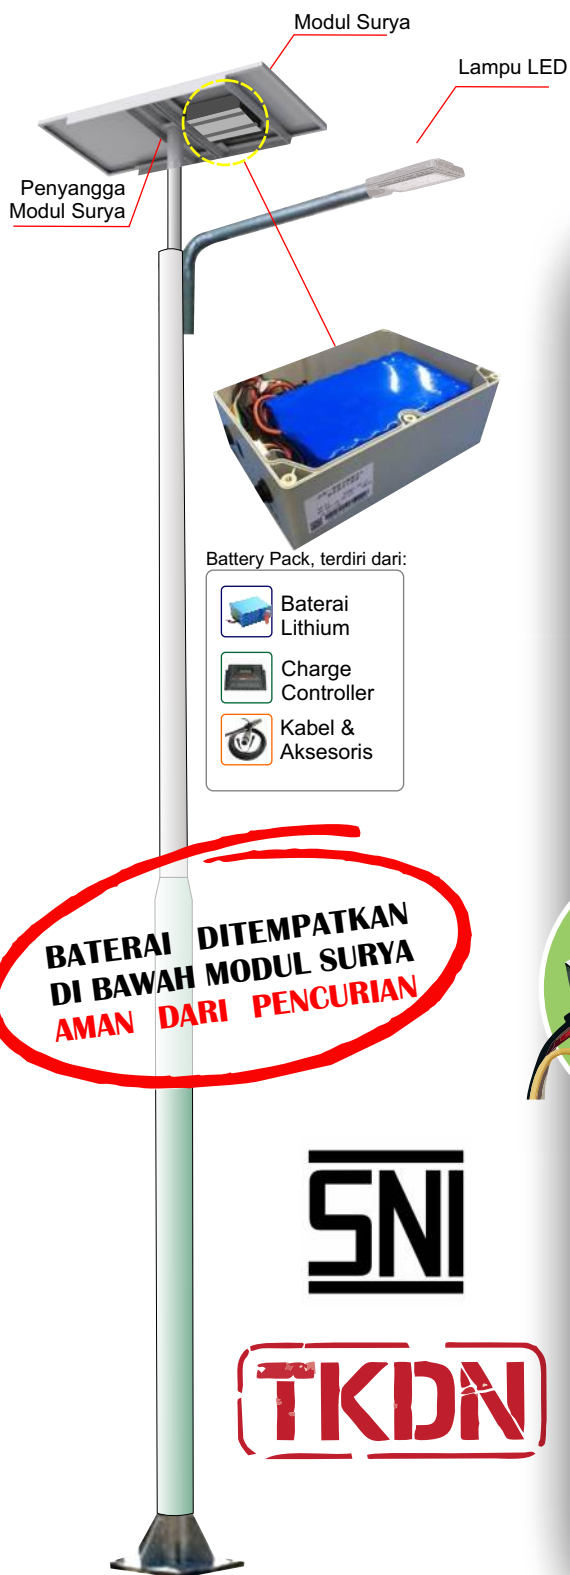 Modul Surya
Lampu LED
Penyangga
Modul Surya
Battery Pack, terdiri dari:
Baterai
Lithium
Charge
Controller
Kabel &
Aksesoris
BATERAI DITEMPATKAN
DI BAWAH MODUL SURYA
AMAN DARI PENCURIAN
SNI
TKDN